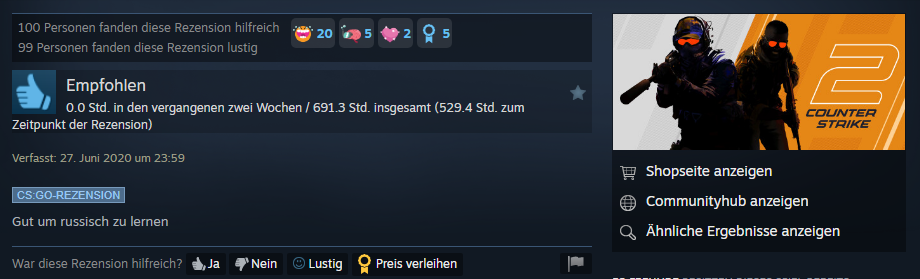 100 Personen fanden diese Rezension hilfreich
99 Personen fanden diese Rezension lustig
20 5 2 5
Empfohlen
0.0 Std. in den vergangenen zwei Wochen / 691.3 Std. insgesamt (529.4 Std. zum
Zeitpunkt der Rezension)
Verfasst: 27. Juni 2020 um 23:59
CS:GO-REZENSION
Gut um russisch zu lernen
War diese Rezension hilfreich? Ja Nein Lustig Preis verleihen
2
COUNTER
STRIKE
Shopseite anzeigen
Communityhub anzeigen
Ähnliche Ergebnisse anzeigen